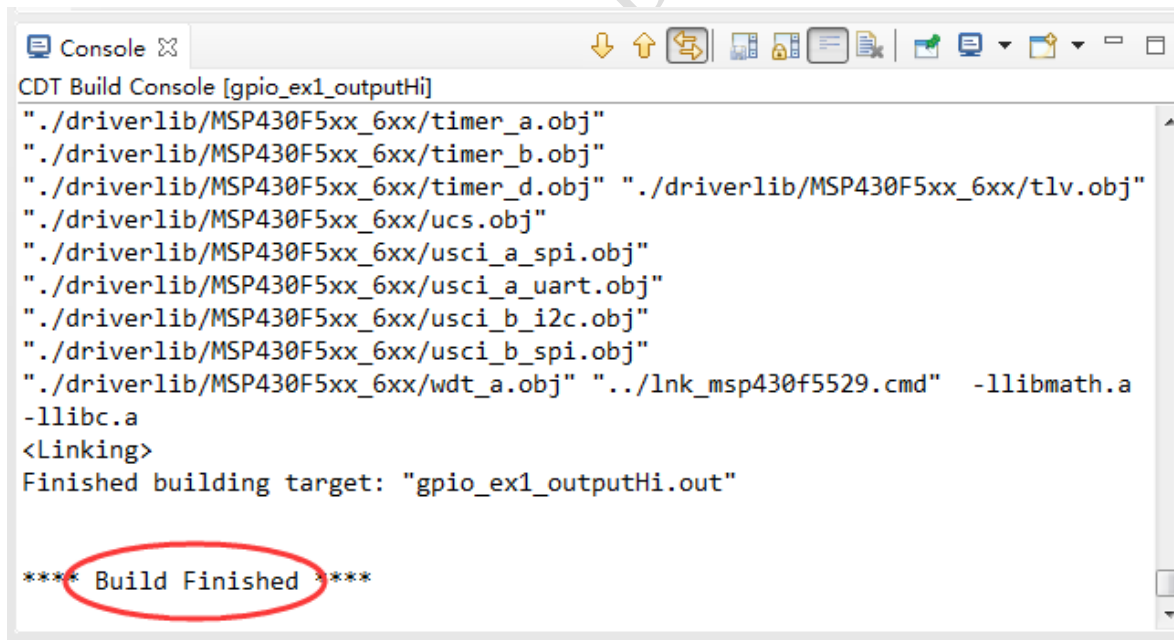 Console
CDT Build Console [gpio_ex1_outputHi]
"./driverlib/MSP430F5xx_6xx/timer_a.obj"
"./driverlib/MSP430F5xx_6xx/timer_b.obj"
"./driverlib/MSP430F5xx_6xx/timer_d.obj" "./driverlib/MSP430F5xx_6xx/tlv.obj"
"./driverlib/MSP430F5xx_6xx/ucs.obj"
"./driverlib/MSP430F5xx_6xx/usci_a_spi.obj"
"./driverlib/MSP430F5xx_6xx/usci_a_uart.obj"
"./driverlib/MSP430F5xx_6xx/usci_b_i2c.obj"
"./driverlib/MSP430F5xx_6xx/usci_b_spi.obj"
"./driverlib/MSP430F5xx_6xx/wdt_a.obj" "../lnk_msp430f5529.cmd"  -llibmath.a
-llibc.a
<Linking>
Finished building target: "gpio_ex1_outputHi.out"
**** Build Finished ****